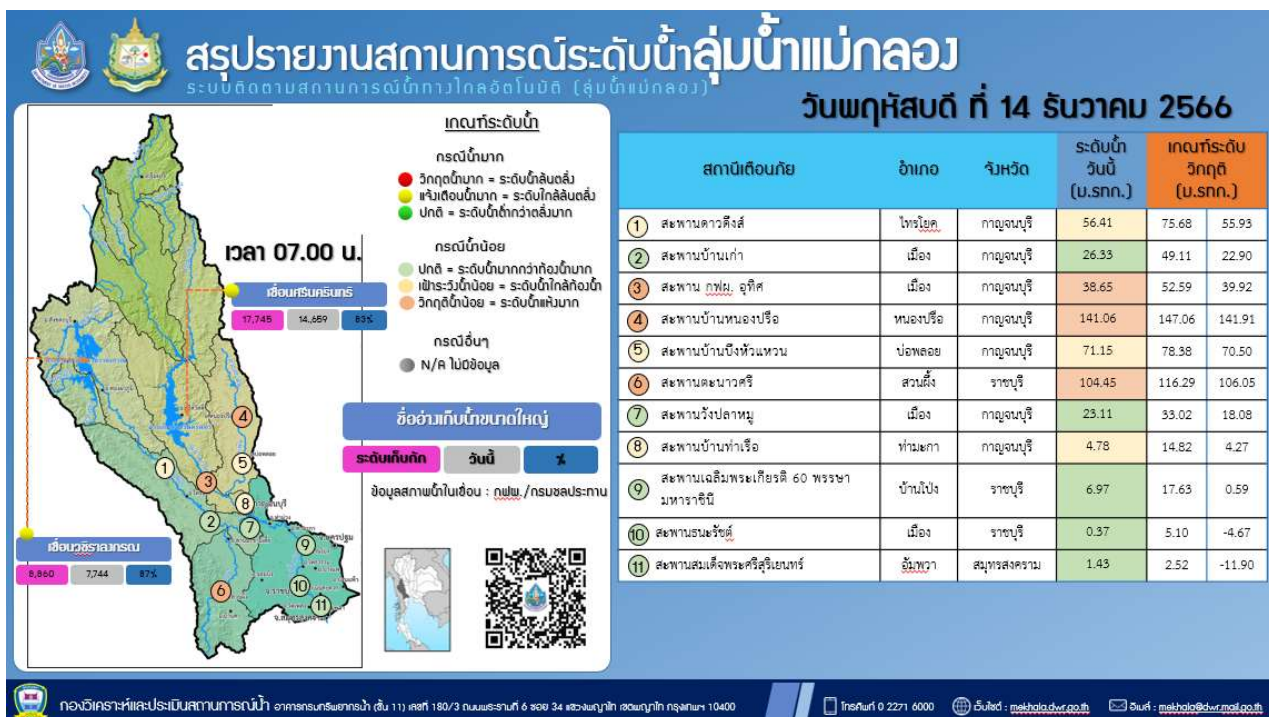 สรุปรายงานสถานการณ์ระดับน้ำลุ่มน้ำแม่กลอง
ระบบติดตามสถานการณ์น้ำทางไกลอัตโนมัติ (ลุ่มน้ำแม่กลอง)
วันพฤหัสบดี ที่ 14 ธันวาคม 2566
เกณฑ์ระดับน้ำ
กรณีน้ำมาก
วิกฤตน้ำมาก = ระดับน้ำล้นตลิ่ง
แจ้งเตือนน้ำมาก = ระดับใกล้ล้นตลิ่ง
ปกติ = ระดับน้ำต่ำกว่าตลิ่งมาก
กรณีน้ำน้อย
ปกติ = ระดับน้ำมากกว่าท้องน้ำมาก
เฝ้าระวังน้ำน้อย = ระดับน้ำใกล้ท้องน้ำ
วิกฤติน้ำน้อย = ระดับน้ำแห้งมาก
กรณีอื่นๆ
N/A ไม่มีข้อมูล
เวลา 07.00 น.
เขื่อนศรีนครินทร์
17,745 14,659 83%
ชื่ออ่างเก็บน้ำขนาดใหญ่
ระดับเก็บกัก วันนี้ %
ข้อมูลสภาพน้ำในเขื่อน : กฟผ./กรมชลประทาน
เขื่อนวชิราลงกรณ
8,860 7,744 87%
4
5
1
3
8
2
7
9
6
10
11
สถานีเตือนภัย อำเภอ จังหวัด ระดับน้ำวันนี้ (ม.รทก.) เกณฑ์ระดับวิกฤติ (ม.รทก.)
1 สะพานดาวดึงส์ ไทรโยค กาญจนบุรี 56.41 75.68 55.93
2 สะพานบ้านเก่า เมือง กาญจนบุรี 26.33 49.11 22.90
3 สะพาน กฟผ. อุทิศ เมือง กาญจนบุรี 38.65 52.59 39.92
4 สะพานบ้านหนองปรือ หนองปรือ กาญจนบุรี 141.06 147.06 141.91
5 สะพานบ้านบึงหัวแหวน บ่อพลอย กาญจนบุรี 71.15 78.38 70.50
6 สะพานตะนาวศรี สวนผึ้ง ราชบุรี 104.45 116.29 106.05
7 สะพานวังปลาหมู เมือง กาญจนบุรี 23.11 33.02 18.08
8 สะพานบ้านท่าเรือ ท่ามะกา กาญจนบุรี 4.78 14.82 4.27
9 สะพานเฉลิมพระเกียรติ 60 พรรษา มหาราชินี บ้านโป่ง ราชบุรี 6.97 17.63 0.59
10 สะพานธนะรัชต์ เมือง ราชบุรี 0.37 5.10 -4.67
11 สะพานสมเด็จพระศรีสุริเยนทร์ อัมพวา สมุทรสงคราม 1.43 2.52 -11.90
กองวิเคราะห์และประเมินสถานการณ์น้ำ อาคารกรมทรัพยากรน้ำ (ชั้น 11) เลขที่ 180/3 ถนนพระรามที่ 6 ซอย 34 แขวงพญาไท เขตพญาไท กรุงเทพฯ 10400
โทรศัพท์ 0 2271 6000
เว็บไซต์ : mekhala.dwr.go.th
อีเมล์ : mekhala@dwr.mail.go.th